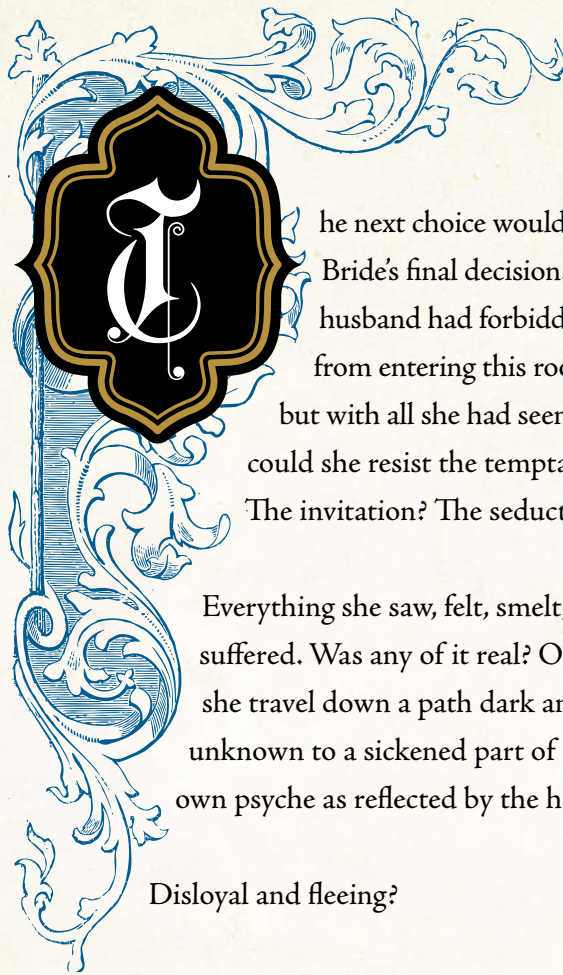 The next choice would
Bride's final decision.
husband had forbidd
from entering this roo
but with all she had seen
could she resist the tempta
The invitation? The seduct
Everything she saw, felt, smelt,
suffered. Was any of it real? O
she travel down a path dark an
unknown to a sickened part of
own psyche as reflected by the h
Disloyal and fleeing?